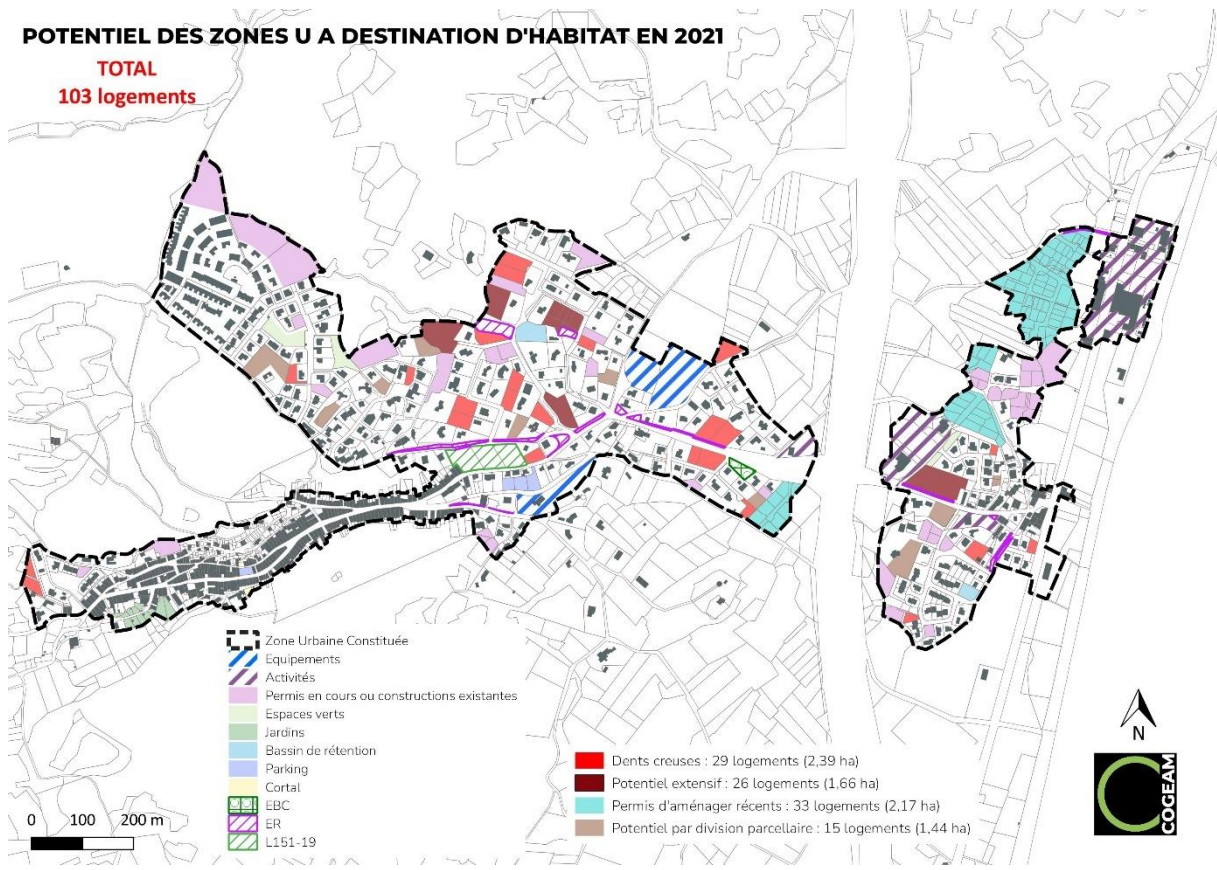 POTENTIEL DES ZONES U A DESTINATION D'HABITAT EN 2021
TOTAL
103 logements
Zone Urbaine Constituée
Equipements
Activités
Permis en cours ou constructions existantes
Espaces verts
Jardins
Bassin de rétention
Parking
Cortal
EBC
ER
L151-19
Dents creuses : 29 logements (2,39 ha)
Potentiel extensif : 26 logements (1,66 ha)
Permis d'aménager récents : 33 logements (2,17 ha)
Potentiel par division parcellaire : 15 logements (1,44 ha)
0 100 200 m
N
COGEAM